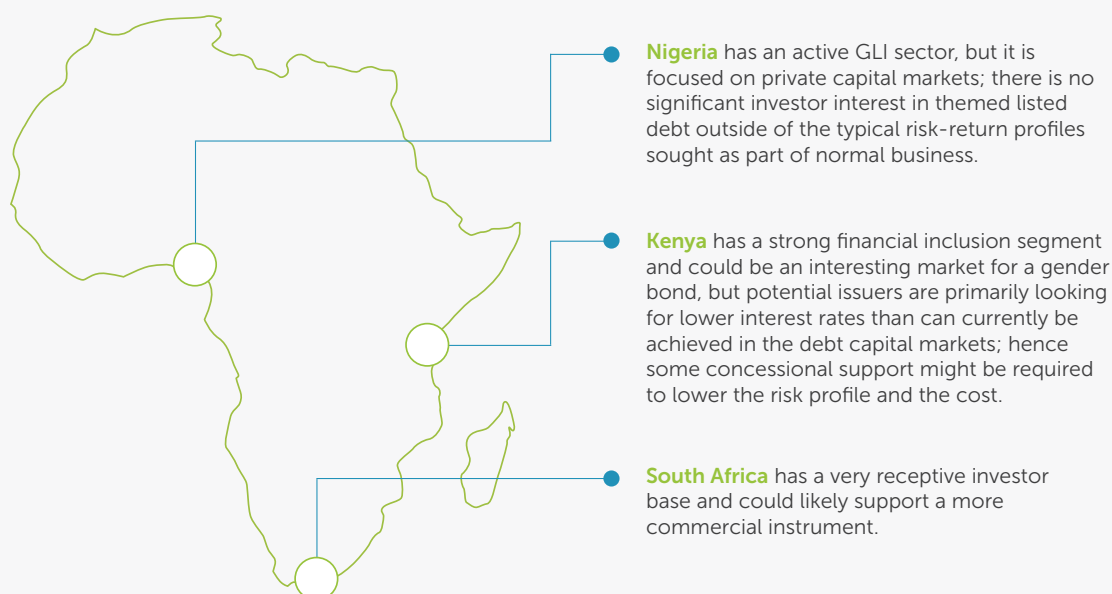 Nigeria has an active GLI sector, but it is
focused on private capital markets; there is no
significant investor interest in themed listed
debt outside of the typical risk-return profiles
sought as part of normal business.
Kenya has a strong financial inclusion segment
and could be an interesting market for a gender
bond, but potential issuers are primarily looking
for lower interest rates than can currently be
achieved in the debt capital markets; hence
some concessional support might be required
to lower the risk profile and the cost.
South Africa has a very receptive investor
base and could likely support a more
commercial instrument.